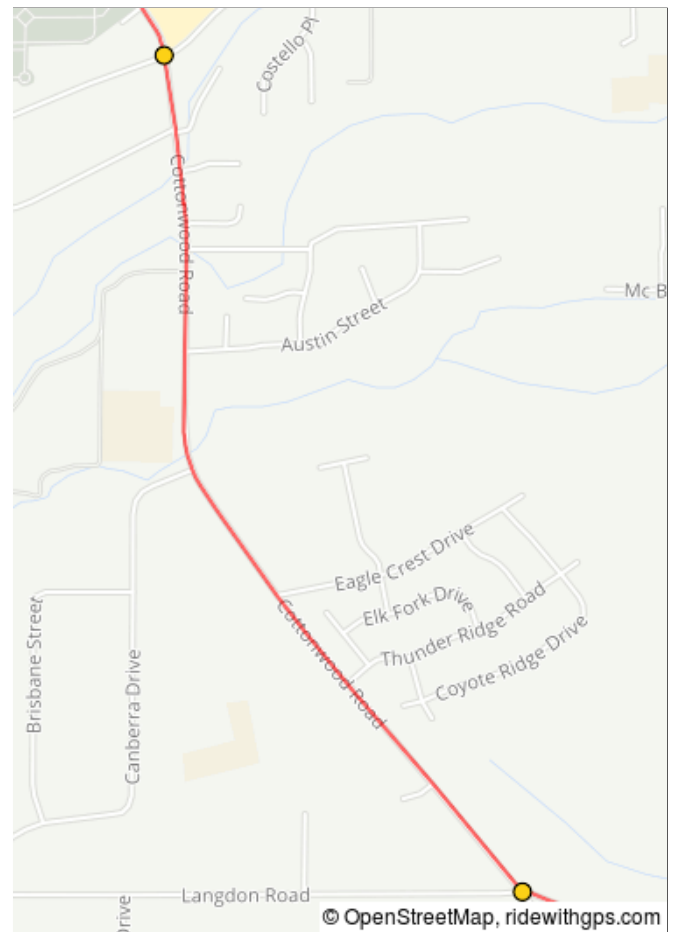 Costello Pl
Cottonwood Road
Mc B
Austin Street
Eagle Crest Drive
Elk Fork Drive
Thunder Ridge Road
Coyote Ridge Drive
Cottonwood Road
Brisbane Street
Canberra Drive
Langdon Road
Drive
© OpenStreetMap, ridewithgps.com